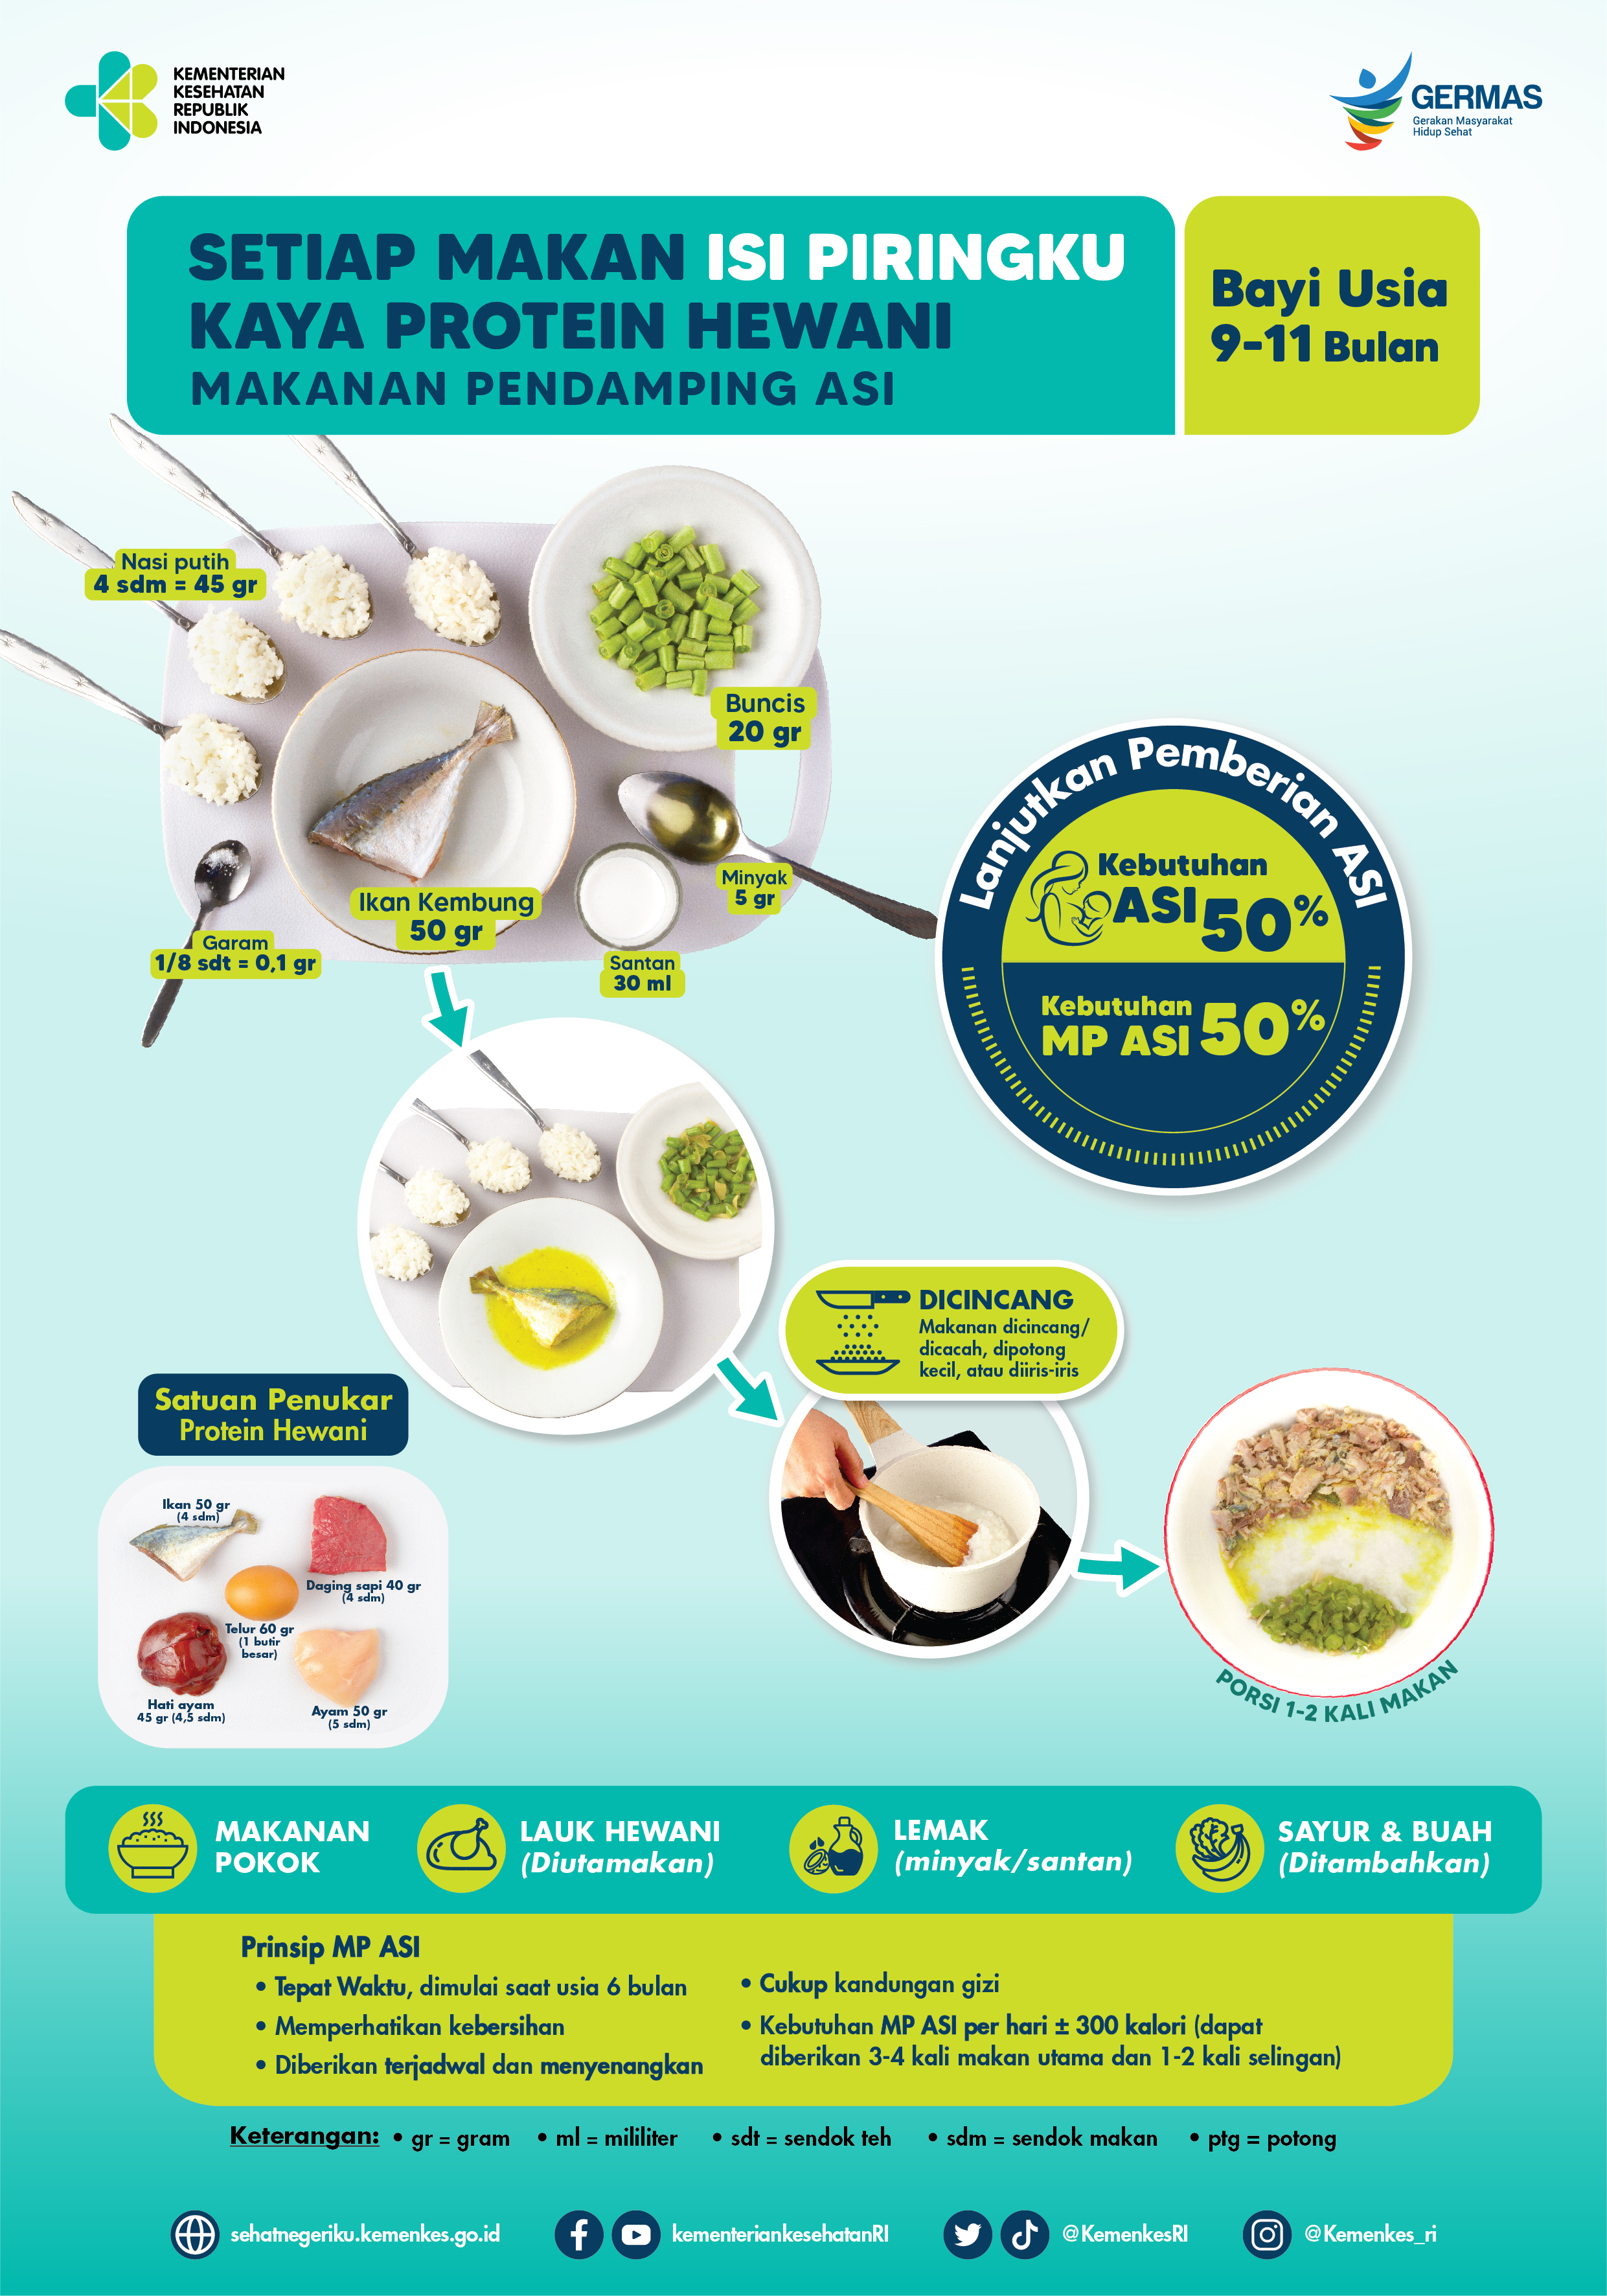 KEMENTERIAN
KESEHATAN
REPUBLIK
INDONESIA
GERMAS
Gerakan Masyarakat
Hidup Sehat
SETIAP MAKAN ISI PIRINGKU
KAYA PROTEIN HEWANI
MAKANAN PENDAMPING ASI
Bayi Usia
9-11 Bulan
Nasi putih
4 sdm = 45 gr
Buncis
20 gr
Ikan Kembung
50 gr
Minyak
5 gr
Garam
1/8 sdt = 0,1 gr
Santan
30 ml
Lanjutkan Pemberian ASI
Kebutuhan
ASI 50%
Kebutuhan
MP ASI 50%
DICINCANG
Makanan dicincang/
dicacah, dipotong
kecil, atau diiris-iris
Satuan Penukar
Protein Hewani
Ikan 50 gr
(4 sdm)
Daging sapi 40 gr
(4 sdm)
Telur 60 gr
(1 butir
besar)
Hati ayam
45 gr (4,5 sdm)
Ayam 50 gr
(5 sdm)
PORSI 1-2 KALI MAKAN
MAKANAN
POKOK
LAUK HEWANI
(Diutamakan)
LEMAK
(minyak/santan)
SAYUR & BUAH
(Ditambahkan)
Prinsip MP ASI
• Tepat Waktu, dimulai saat usia 6 bulan
• Memperhatikan kebersihan
• Diberikan terjadwal dan menyenangkan
• Cukup kandungan gizi
• Kebutuhan MP ASI per hari ± 300 kalori (dapat
diberikan 3-4 kali makan utama dan 1-2 kali selingan)
Keterangan: • gr = gram • ml = mililiter • sdt = sendok teh • sdm = sendok makan • ptg = potong
sehatnegeriku.kemenkes.go.id
kementeriankesehatanRI
@KemenkesRI
@Kemenkes_ri